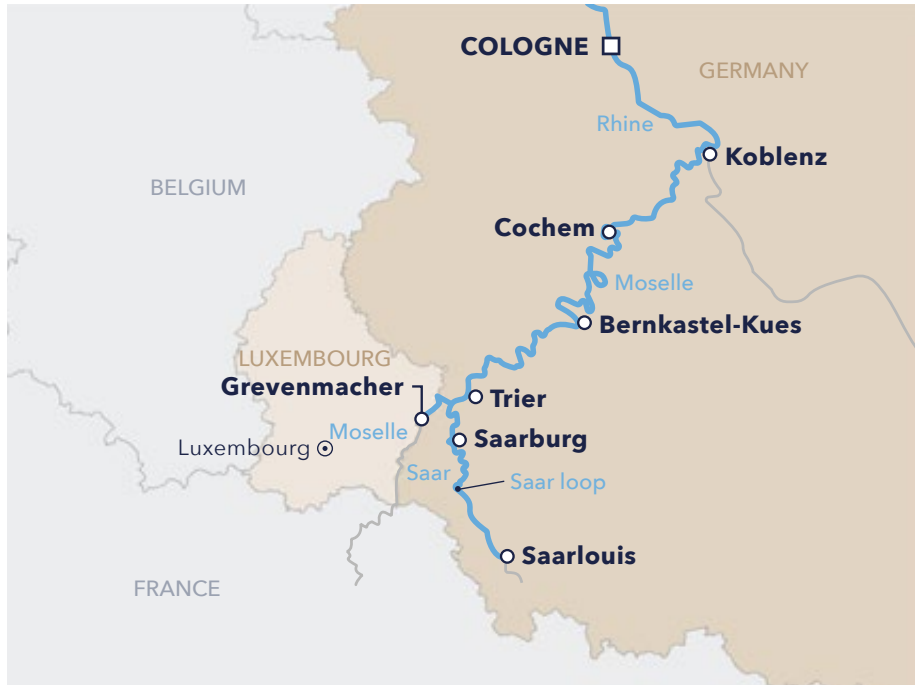 COLOGNE
GERMANY
Rhine
Koblenz
BELGIUM
Cochem
Moselle
Bernkastel-Kues
LUXEMBOURG
Grevenmacher
Trier
Moselle
Saarburg
Luxembourg
Saar
Saar loop
Saarlouis
FRANCE